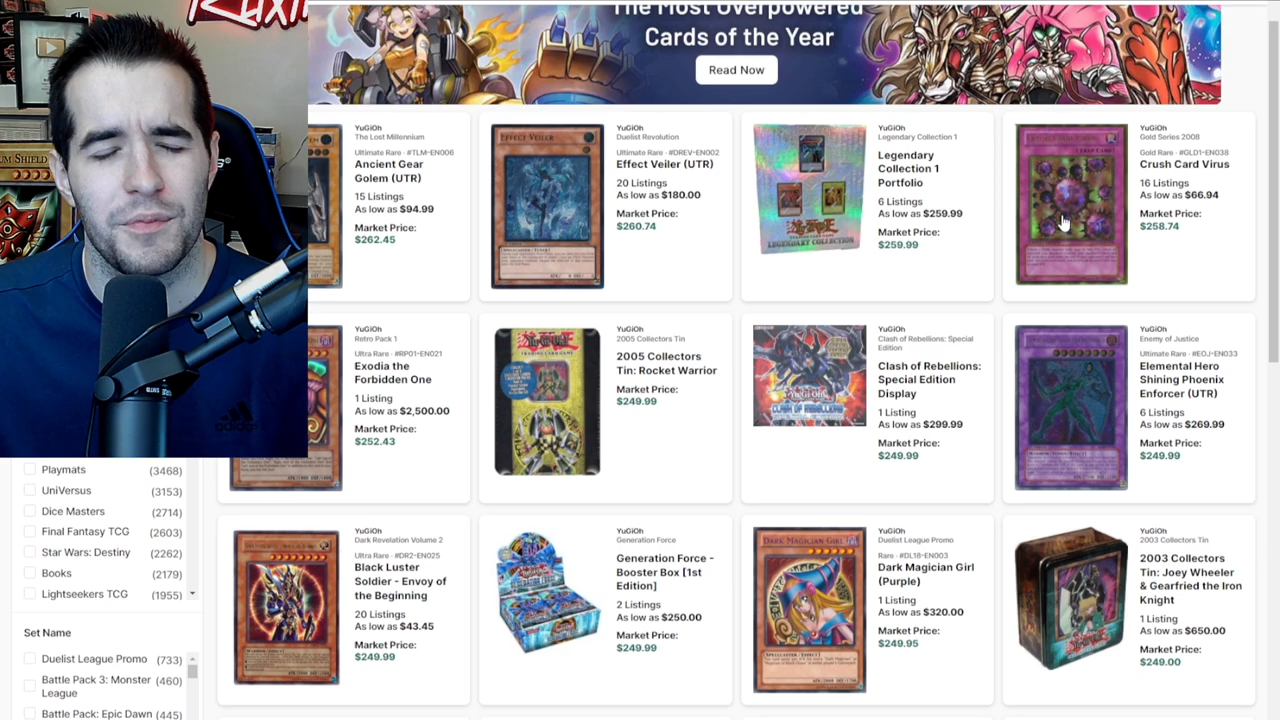 The Most Overpowered
Cards of the Year
Read Now
YuGiOh
The Lost Millennium
Ultimate Rare · #TLM-EN006
Ancient Gear
Golem (UTR)
15 Listings
As low as $94.99
Market Price:
$262.45
EFFECT VEILER
YuGiOh
Duelist Revolution
Ultimate Rare · #DREV-EN002
Effect Veiler (UTR)
20 Listings
As low as $180.00
Market Price:
$260.74
Yu-Gi-Oh!
LEGENDARY COLLECTION
YuGiOh
Legendary Collection 1
Legendary
Collection 1
Portfolio
6 Listings
As low as $259.99
Market Price:
$259.99
YuGiOh
Gold Series 2008
Gold Rare · #GLD1-EN038
Crush Card Virus
16 Listings
As low as $66.94
Market Price:
$258.74
YuGiOh
Retro Pack 1
Ultra Rare · #RP01-EN021
Exodia the
Forbidden One
1 Listing
As low as $2,500.00
Market Price:
$252.43
YuGiOh
2005 Collectors Tin
2005 Collectors
Tin: Rocket Warrior
Market Price:
$249.99
CLASH OF REBELLIONS
YuGiOh
Clash of Rebellions: Special
Edition
Clash of Rebellions:
Special Edition
Display
1 Listing
As low as $299.99
Market Price:
$249.99
YuGiOh
Enemy of Justice
Ultimate Rare · #EOJ-EN033
Elemental Hero
Shining Phoenix
Enforcer (UTR)
6 Listings
As low as $269.99
Market Price:
$249.99
adidas
Playmats (3468)
UniVersus (3153)
Dice Masters (2714)
Final Fantasy TCG (2603)
Star Wars: Destiny (2262)
Books (2179)
Lightseekers TCG (1955)
Set Name
Duelist League Promo (733)
Battle Pack 3: Monster (460)
League
Battle Pack: Epic Dawn (445)
YuGiOh
Dark Revelation Volume 2
Ultra Rare · #DR2-EN025
Black Luster
Soldier - Envoy of
the Beginning
20 Listings
As low as $43.45
Market Price:
$249.99
YuGiOh
Generation Force
Generation Force -
Booster Box [1st
Edition]
2 Listings
As low as $250.00
Market Price:
$249.99
DARK MAGICIAN GIRL
YuGiOh
Duelist League Promo
Rare · #DL18-EN003
Dark Magician Girl
(Purple)
1 Listing
As low as $320.00
Market Price:
$249.95
YuGiOh
2003 Collectors Tin
2003 Collectors
Tin: Joey Wheeler
& Gearfried the Iron
Knight
1 Listing
As low as $650.00
Market Price:
$249.00